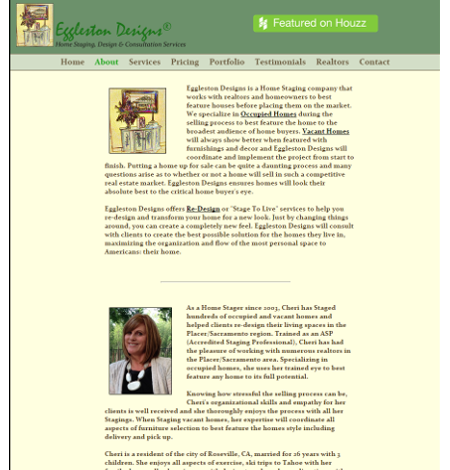 Eggleston Designs®
Home Staging, Design & Consultation Services
Featured on Houzz
Home About Services Pricing Portfolio Testimonials Realtors Contact
Eggleston Designs is a Home Staging company that
works with realtors and homeowners to best
feature houses before placing them on the market.
We specialize in Occupied Homes during the
selling process to best feature the home to the
broadest audience of home buyers. Vacant Homes
will always show better when featured with
furnishings and decor and Eggleston Designs will
coordinate and implement the project from start to
finish. Putting a home up for sale can be quite a daunting process and many
questions arise as to whether or not a home will sell in such a competitive
real estate market. Eggleston Designs ensures homes will look their
absolute best to the critical home buyer's eye.
Eggleston Designs offers Re-Design or "Stage To Live" services to help you
re-design and transform your home for a new look. Just by changing things
around, you can create a completely new feel. Eggleston Designs will consult
with clients to create the best possible solution for the homes they live in,
maximizing the organization and flow of the most personal space to
Americans: their home.
As a Home Stager since 2003, Cheri has Staged
hundreds of occupied and vacant homes and
helped clients re-design their living spaces in the
Placer/Sacramento region. Trained as an ASP
(Accredited Staging Professional), Cheri has had
the pleasure of working with numerous realtors in
the Placer/Sacramento area. Specializing in
occupied homes, she uses her trained eye to best
feature any home to its full potential.
Knowing how stressful the selling process can be,
Cheri's organizational skills and empathy for her
clients is well received and she thoroughly enjoys the process with all her
Stagings. When Staging vacant homes, her expertise will coordinate all
aspects of furniture selection to best feature the homes style including
delivery and pick up.
Cheri is a resident of the city of Roseville, CA, married for 26 years with 3
children. She enjoys all aspects of exercise, ski trips to Tahoe with her